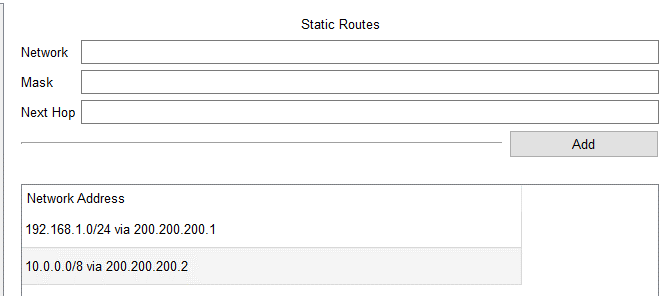 Static Routes
Network
Mask
Next Hop
Add
Network Address
192.168.1.0/24 via 200.200.200.1
10.0.0.0/8 via 200.200.200.2